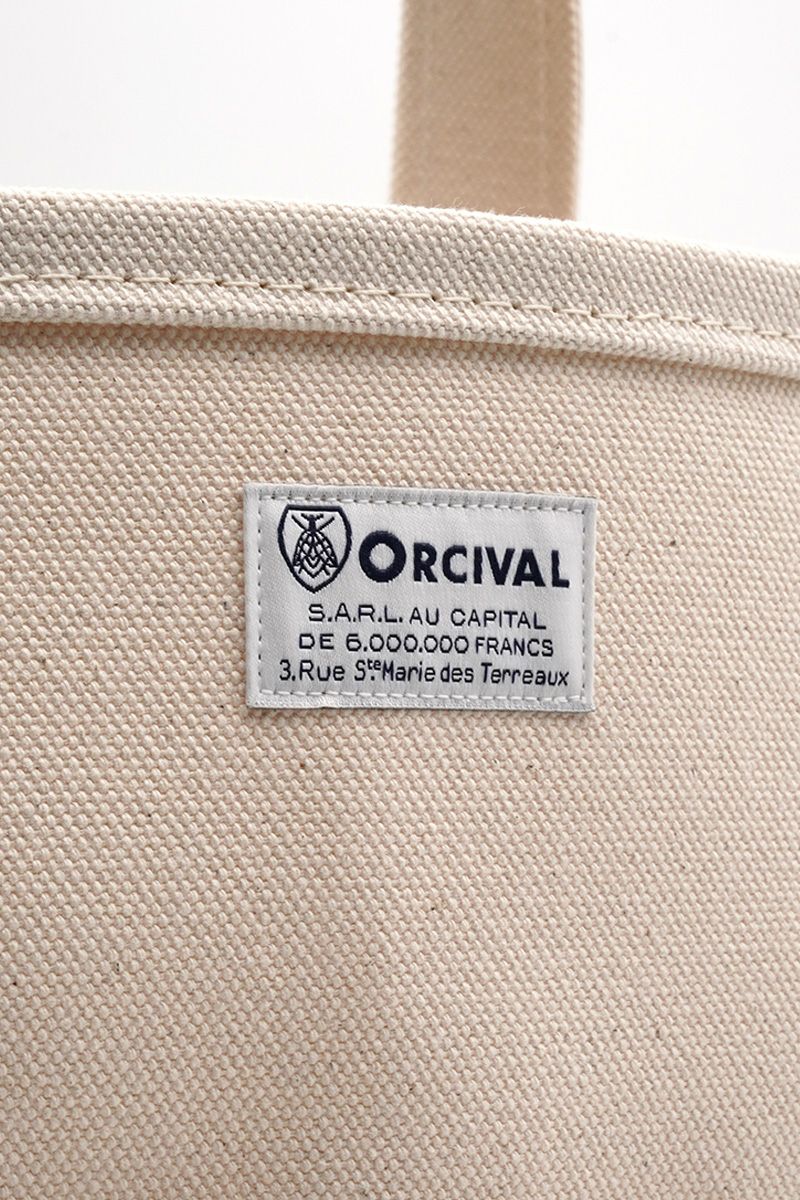 ORCIVAL
S.A.R.L. AU CAPITAL
DE 6.000.000 FRANCS
3.Rue Ste Marie des Terreaux